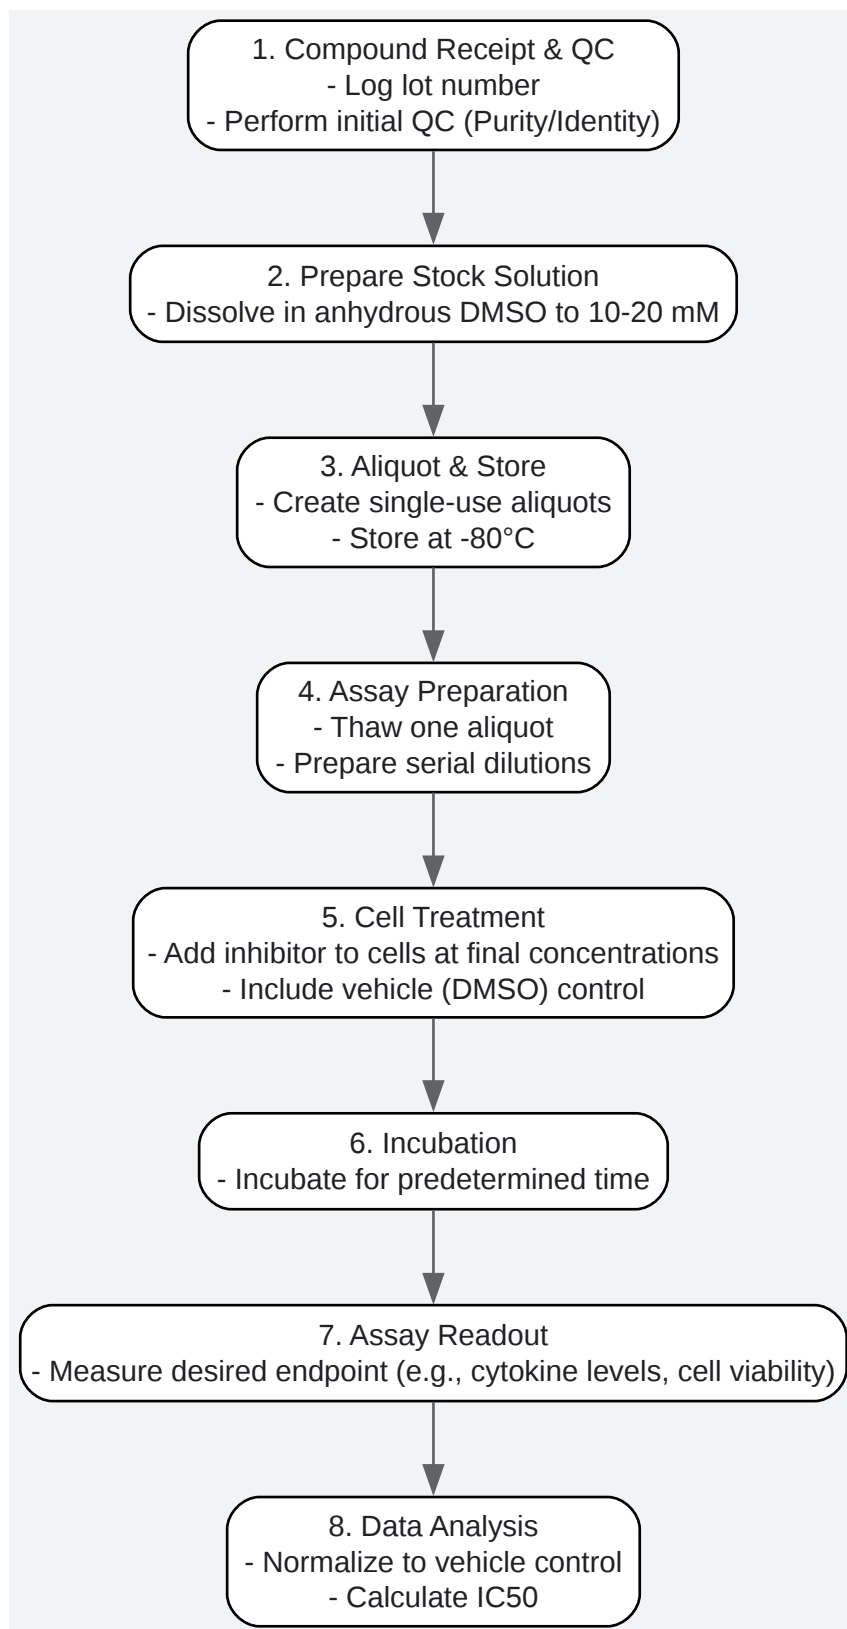 1. Compound Receipt & QC
- Log lot number
- Perform initial QC (Purity/Identity)
2. Prepare Stock Solution
- Dissolve in anhydrous DMSO to 10-20 mM
3. Aliquot & Store
- Create single-use aliquots
- Store at -80°C
4. Assay Preparation
- Thaw one aliquot
- Prepare serial dilutions
5. Cell Treatment
- Add inhibitor to cells at final concentrations
- Include vehicle (DMSO) control
6. Incubation
- Incubate for predetermined time
7. Assay Readout
- Measure desired endpoint (e.g., cytokine levels, cell viability)
8. Data Analysis
- Normalize to vehicle control
- Calculate IC50